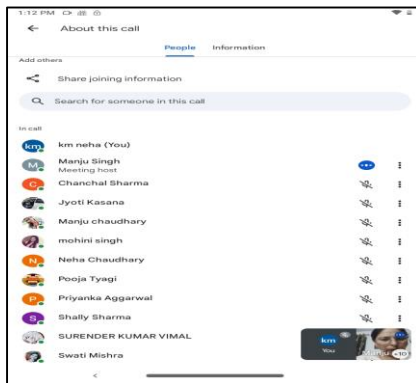 1:12 PM
About this call
People Information
Add others
Share joining information
Search for someone in this call
In call
km km neha (You)
M Manju Singh
Meeting host
C Chanchal Sharma
Jyoti Kasana
Manju chaudhary
mohini singh
N Neha Chaudhary
Pooja Tyagi
P Priyanka Aggarwal
S Shally Sharma
SURENDER KUMAR VIMAL
km
You
+10
Swati Mishra